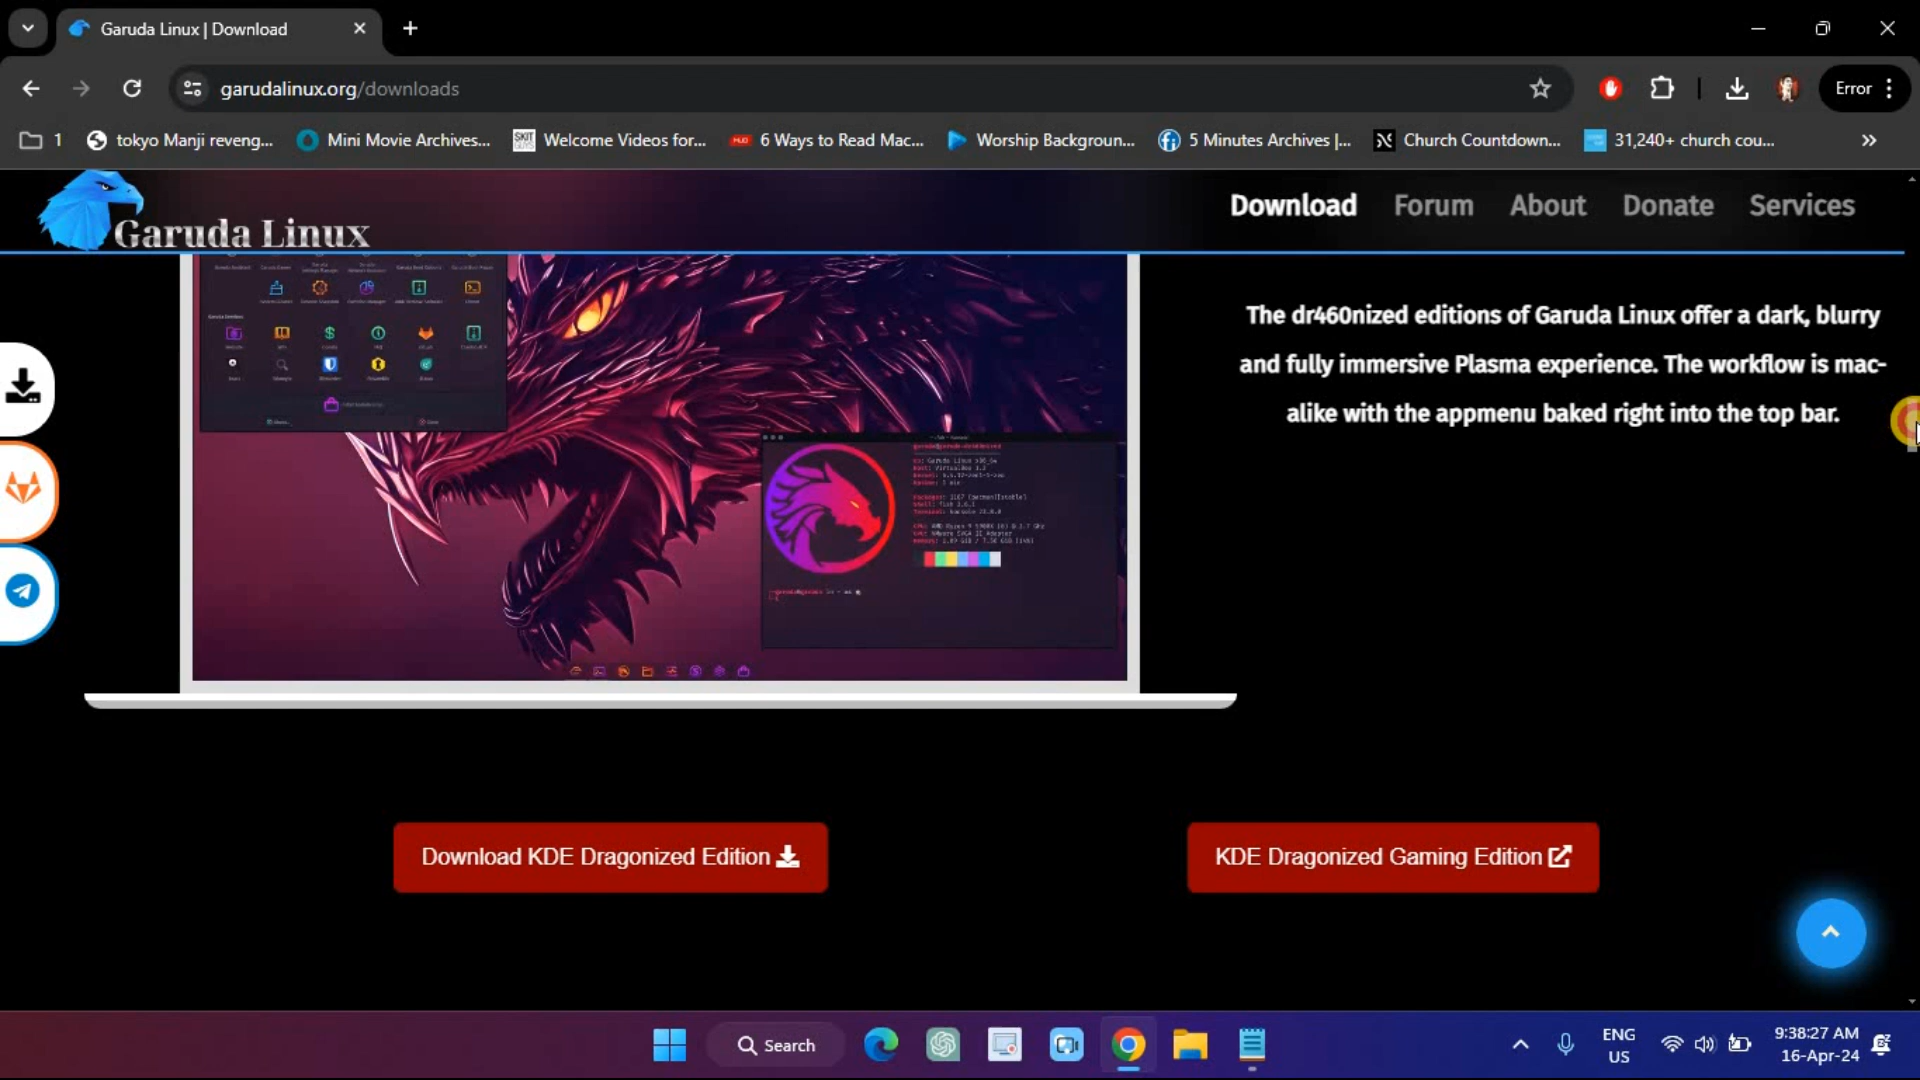 Garuda Linux | Download
garudalinux.org/downloads
Error
1
tokyo Manji reveng...
Mini Movie Archives...
SKIT GUYS
Welcome Videos for...
MUO
6 Ways to Read Mac...
Worship Backgroun...
5 Minutes Archives |...
Church Countdown...
31,240+ church cou...
Garuda Linux
Download
Forum
About
Donate
Services
The dr460nized editions of Garuda Linux offer a dark, blurry
and fully immersive Plasma experience. The workflow is mac-
alike with the appmenu baked right into the top bar.
Download KDE Dragonized Edition
KDE Dragonized Gaming Edition
Search
ENG
US
9:38:27 AM
16-Apr-24